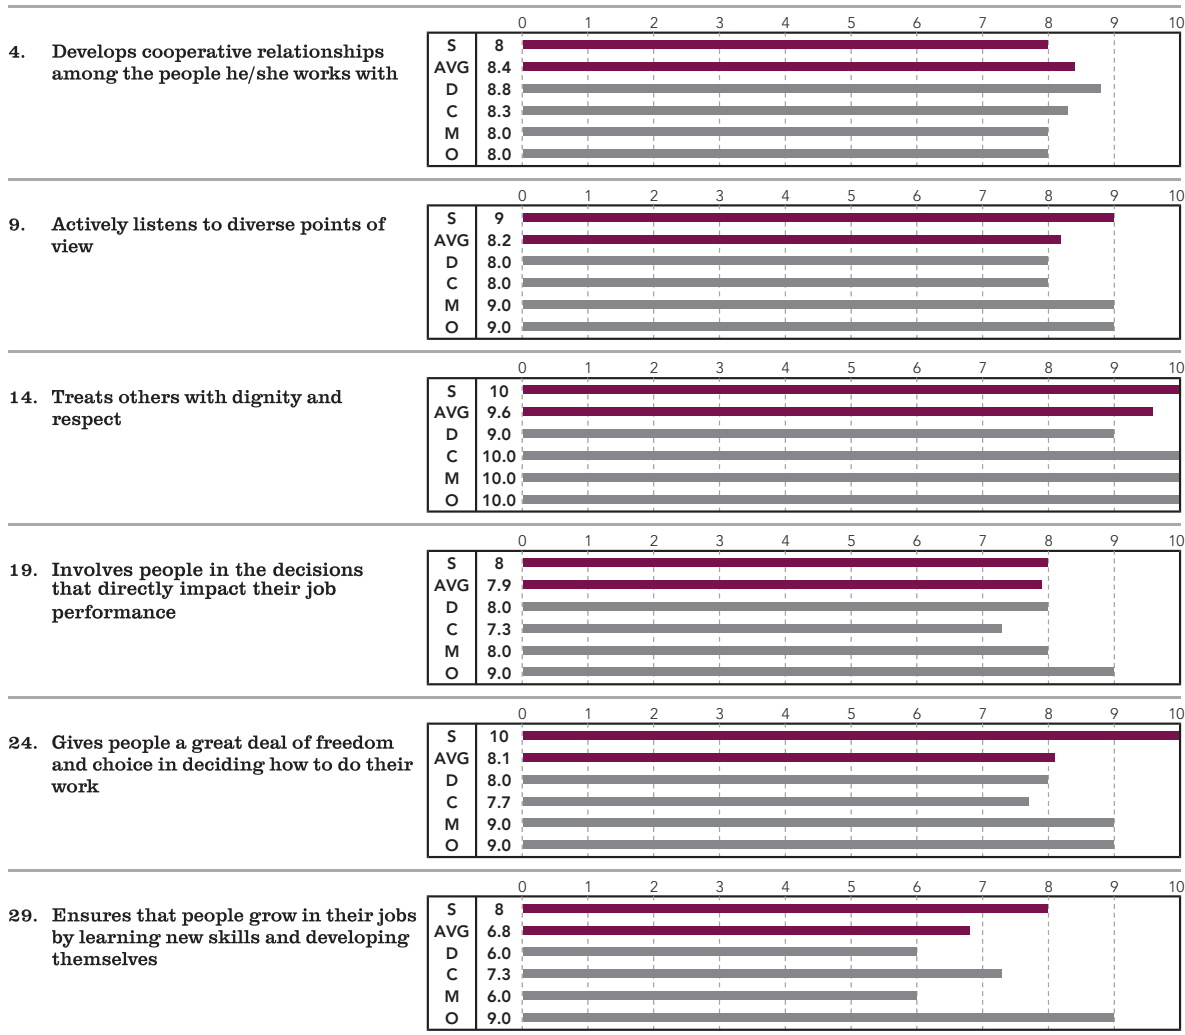 0 1 2 3 4 5 6 7 8 9 10
4. Develops cooperative relationships
among the people he/she works with
S 8
AVG 8.4
D 8.8
C 8.3
M 8.0
O 8.0
0 1 2 3 4 5 6 7 8 9 10
9. Actively listens to diverse points of
view
S 9
AVG 8.2
D 8.0
C 8.0
M 9.0
O 9.0
0 1 2 3 4 5 6 7 8 9 10
14. Treats others with dignity and
respect
S 10
AVG 9.6
D 9.0
C 10.0
M 10.0
O 10.0
0 1 2 3 4 5 6 7 8 9 10
19. Involves people in the decisions
that directly impact their job
performance
S 8
AVG 7.9
D 8.0
C 7.3
M 8.0
O 9.0
0 1 2 3 4 5 6 7 8 9 10
24. Gives people a great deal of freedom
and choice in deciding how to do their
work
S 10
AVG 8.1
D 8.0
C 7.7
M 9.0
O 9.0
0 1 2 3 4 5 6 7 8 9 10
29. Ensures that people grow in their jobs
by learning new skills and developing
themselves
S 8
AVG 6.8
D 6.0
C 7.3
M 6.0
O 9.0